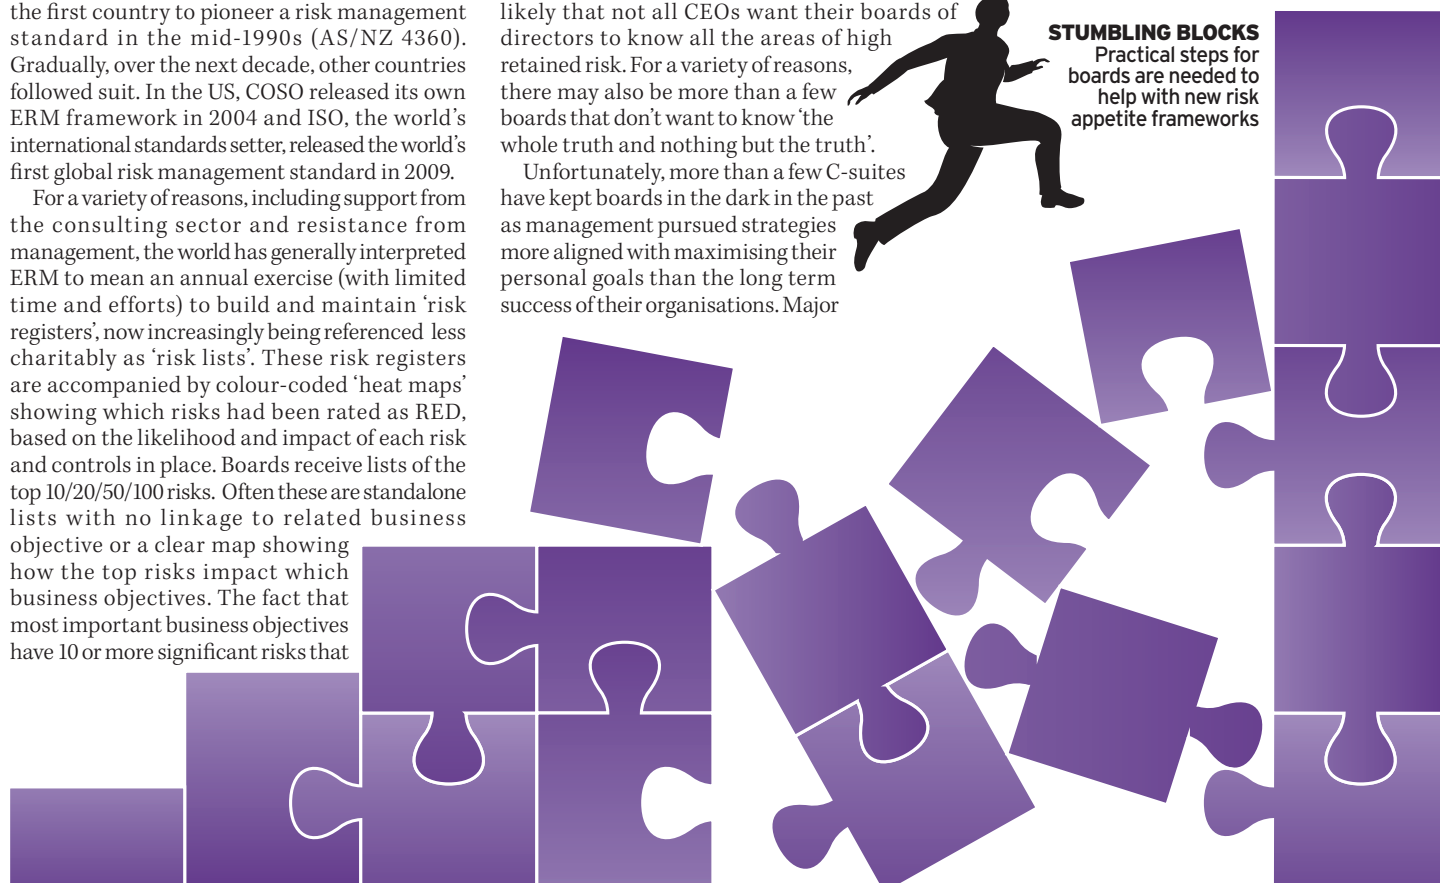 the first country to pioneer a risk management
standard in the mid-1990s (AS/NZ 4360).
Gradually, over the next decade, other countries
followed suit. In the US, COSO released its own
ERM framework in 2004 and ISO, the world’s
international standards setter, released the world’s
first global risk management standard in 2009.
For a variety of reasons, including support from
the consulting sector and resistance from
management, the world has generally interpreted
ERM to mean an annual exercise (with limited
time and efforts) to build and maintain ‘risk
registers’, now increasingly being referenced less
charitably as ‘risk lists’. These risk registers
are accompanied by colour-coded ‘heat maps’
showing which risks had been rated as RED,
based on the likelihood and impact of each risk
and controls in place. Boards receive lists of the
top 10/20/50/100 risks. Often these are standalone
lists with no linkage to related business
objective or a clear map showing
how the top risks impact which
business objectives. The fact that
most important business objectives
have 10 or more significant risks that
likely that not all CEOs want their boards of
directors to know all the areas of high
retained risk. For a variety of reasons,
there may also be more than a few
boards that don’t want to know ‘the
whole truth and nothing but the truth’.
Unfortunately, more than a few C-suites
have kept boards in the dark in the past
as management pursued strategies
more aligned with maximising their
personal goals than the long term
success of their organisations. Major
STUMBLING BLOCKS
Practical steps for
boards are needed to
help with new risk
appetite frameworks